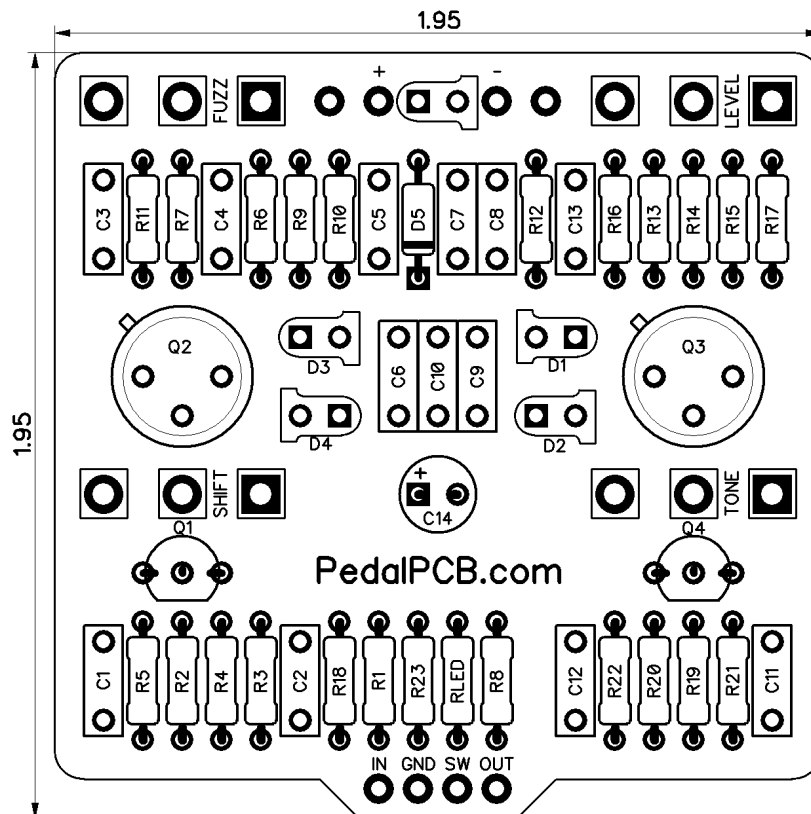 1.95
+ -
FUZZ LEVEL
C3 R11 R7 C4 R6 R9 R10 C5 D5 C7 C8 R12 C13 R16 R13 R14 R15 R17
Q2 Q3
D3 D1
C6 C10 C9
D4 D2
1.95
SHIFT TONE
+
C14
Q1 Q4
PedalPCB.com
C1 R5 R2 R4 R3 C2 R18 R1 R23 RLED R8 C12 R22 R20 R19 R21 C11
IN GND SW OUT